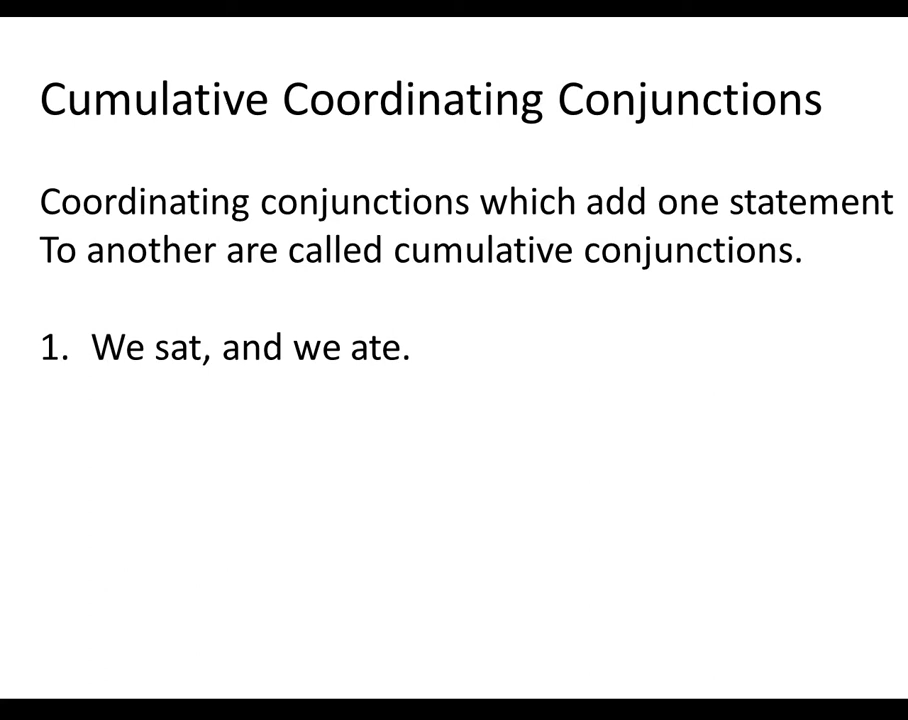 Cumulative Coordinating Conjunctions
Coordinating conjunctions which add one statement
To another are called cumulative conjunctions.
1. We sat, and we ate.